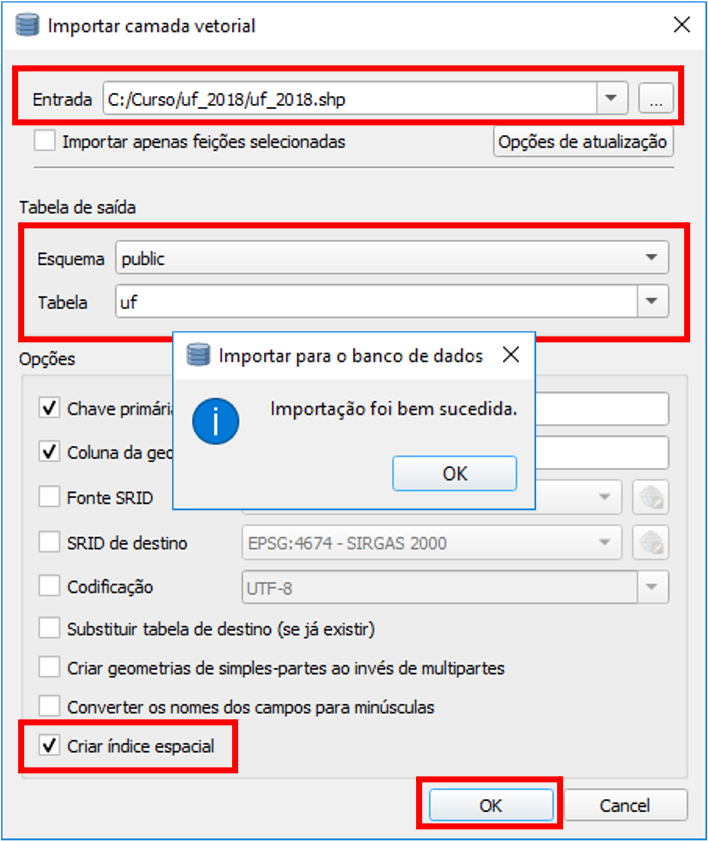 Importar camada vetorial
Entrada C:/Curso/uf_2018/uf_2018.shp ...
Importar apenas feições selecionadas Opções de atualização
Tabela de saída
Esquema public
Tabela uf
Opções
Importar para o banco de dados
Importação foi bem sucedida.
OK
Chave primária
Coluna da geo
Fonte SRID
SRID de destino EPSG:4674 - SIRGAS 2000
Codificação UTF-8
Substituir tabela de destino (se já existir)
Criar geometrias de simples-partes ao invés de multipartes
Converter os nomes dos campos para minúsculas
Criar índice espacial
OK Cancel